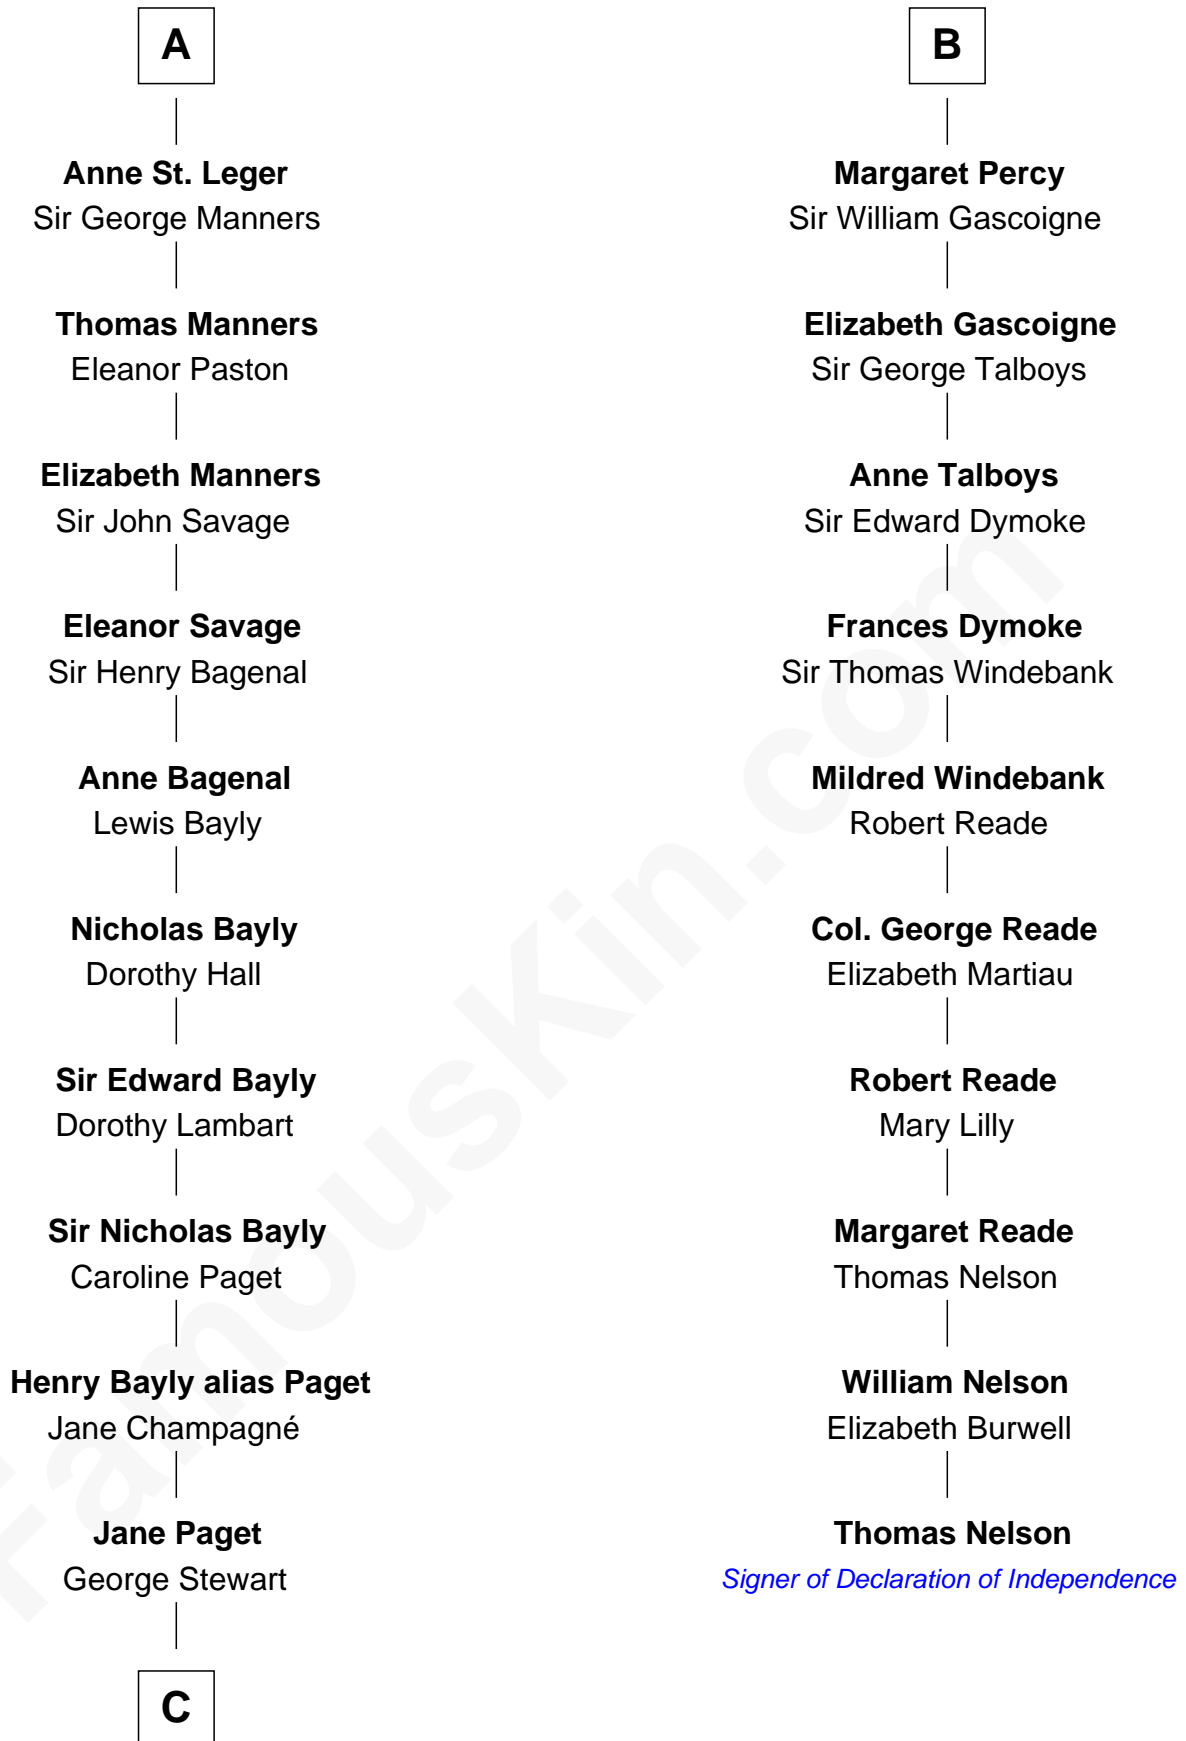 A
Anne St. Leger
Sir George Manners
Thomas Manners
Eleanor Paston
Elizabeth Manners
Sir John Savage
Eleanor Savage
Sir Henry Bagenal
Anne Bagenal
Lewis Bayly
Nicholas Bayly
Dorothy Hall
Sir Edward Bayly
Dorothy Lambart
Sir Nicholas Bayly
Caroline Paget
Henry Bayly alias Paget
Jane Champagné
Jane Paget
George Stewart
C
B
Margaret Percy
Sir William Gascoigne
Elizabeth Gascoigne
Sir George Talboys
Anne Talboys
Sir Edward Dymoke
Frances Dymoke
Sir Thomas Windebank
Mildred Windebank
Robert Reade
Col. George Reade
Elizabeth Martiau
Robert Reade
Mary Lilly
Margaret Reade
Thomas Nelson
William Nelson
Elizabeth Burwell
Thomas Nelson
Signer of Declaration of Independence
FamousKin.com